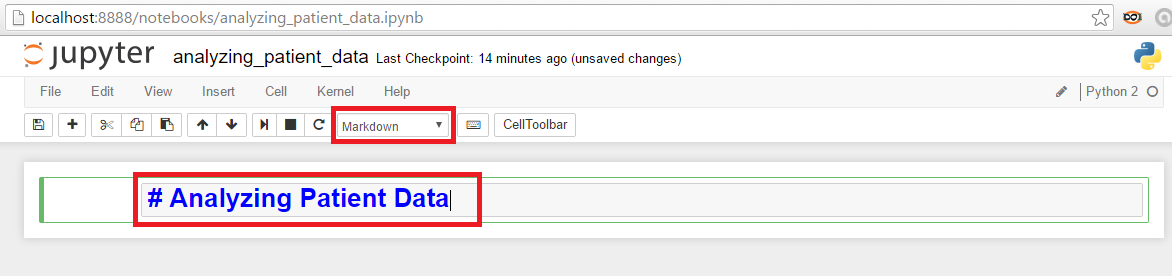 localhost:8888/notebooks/analyzing_patient_data.ipynb
jupyter analyzing_patient_data Last Checkpoint: 14 minutes ago (unsaved changes)
File Edit View Insert Cell Kernel Help Python 2
Markdown CellToolbar
# Analyzing Patient Data